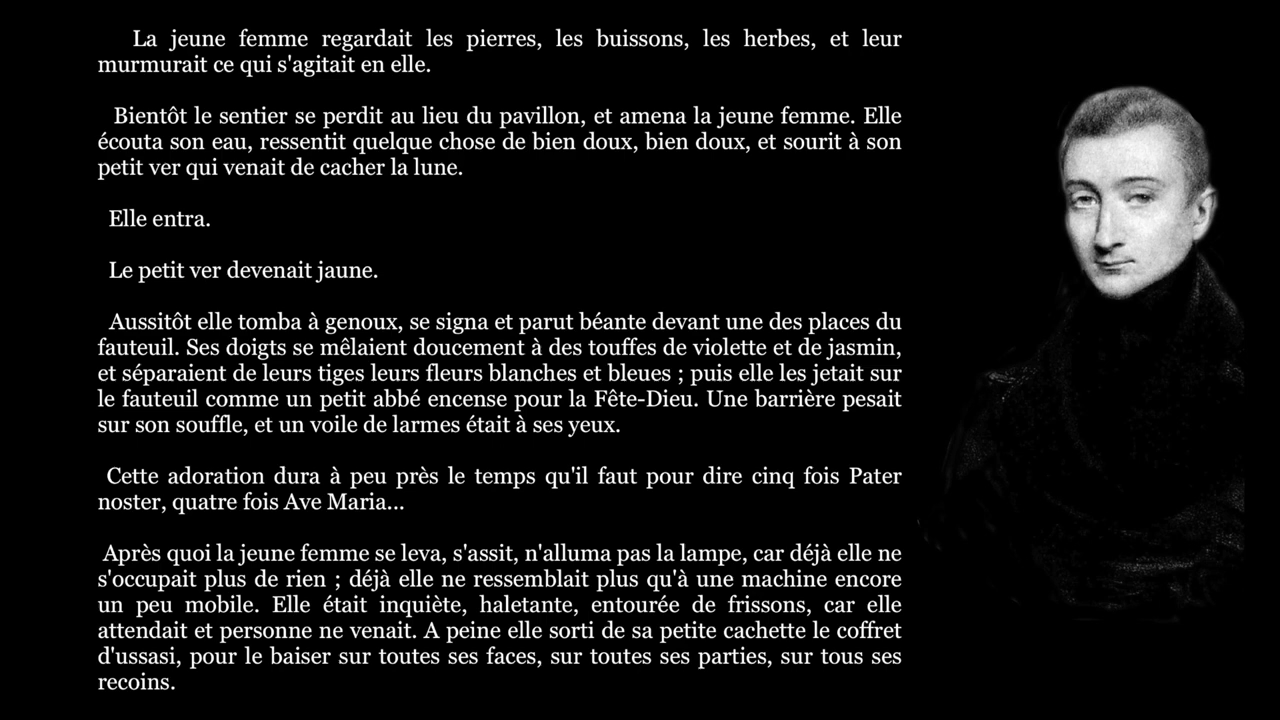 La jeune femme regardait les pierres, les buissons, les herbes, et leur
murmurait ce qui s'agitait en elle.
Bientôt le sentier se perdit au lieu du pavillon, et amena la jeune femme. Elle
écouta son eau, ressentit quelque chose de bien doux, bien doux, et sourit à son
petit ver qui venait de cacher la lune.
Elle entra.
Le petit ver devenait jaune.
Aussitôt elle tomba à genoux, se signa et parut béante devant une des places du
fauteuil. Ses doigts se mêlaient doucement à des touffes de violette et de jasmin,
et séparaient de leurs tiges leurs fleurs blanches et bleues ; puis elle les jetait sur
le fauteuil comme un petit abbé encense pour la Fête-Dieu. Une barrière pesait
sur son souffle, et un voile de larmes était à ses yeux.
Cette adoration dura à peu près le temps qu'il faut pour dire cinq fois Pater
noster, quatre fois Ave Maria...
Après quoi la jeune femme se leva, s'assit, n'alluma pas la lampe, car déjà elle ne
s'occupait plus de rien ; déjà elle ne ressemblait plus qu'à une machine encore
un peu mobile. Elle était inquiète, haletante, entourée de frissons, car elle
attendait et personne ne venait. A peine elle sorti de sa petite cachette le coffret
d'ussasi, pour le baiser sur toutes ses faces, sur toutes ses parties, sur tous ses
recoins.